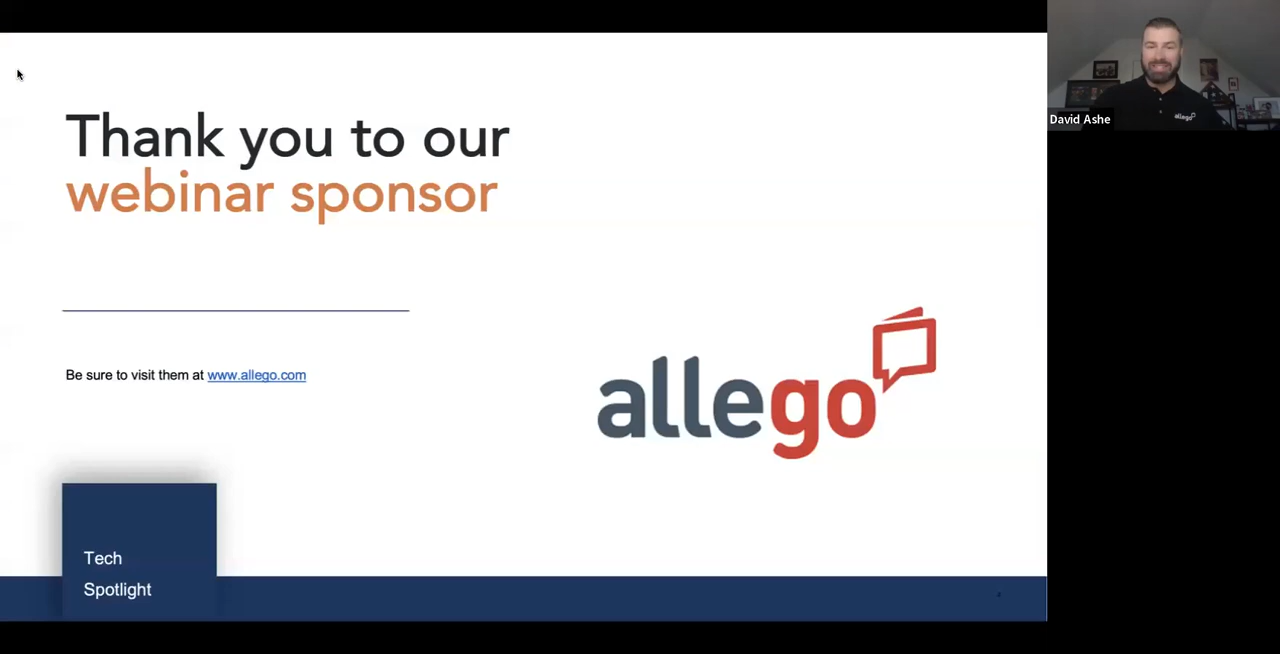 Thank you to our
webinar sponsor
Be sure to visit them at www.allego.com
allego
Tech
Spotlight
David Ashe
allego